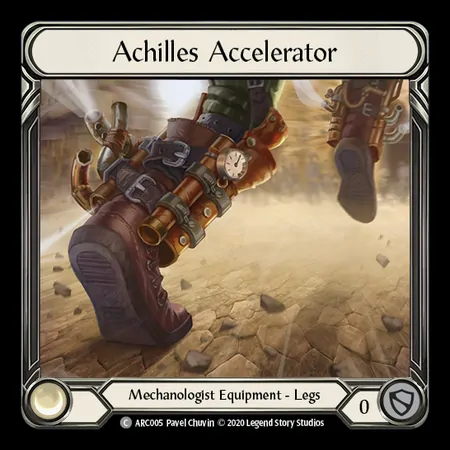 Achilles Accelerator
Mechanologist Equipment - Legs
0
C ARC005 Pavel Chuvin © 2020 Legend Story Studios